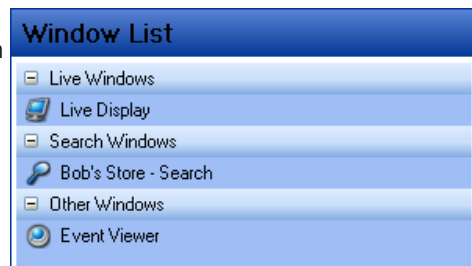 Window List
Live Windows
Live Display
Search Windows
Bob's Store - Search
Other Windows
Event Viewer